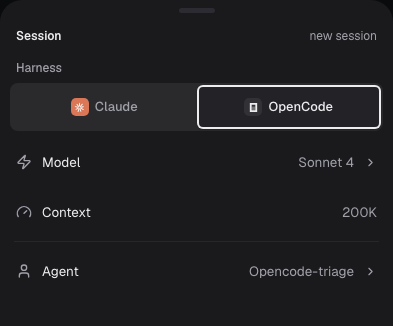 Session new session
Harness
Claude OpenCode
Model Sonnet 4
Context 200K
Agent Opencode-triage